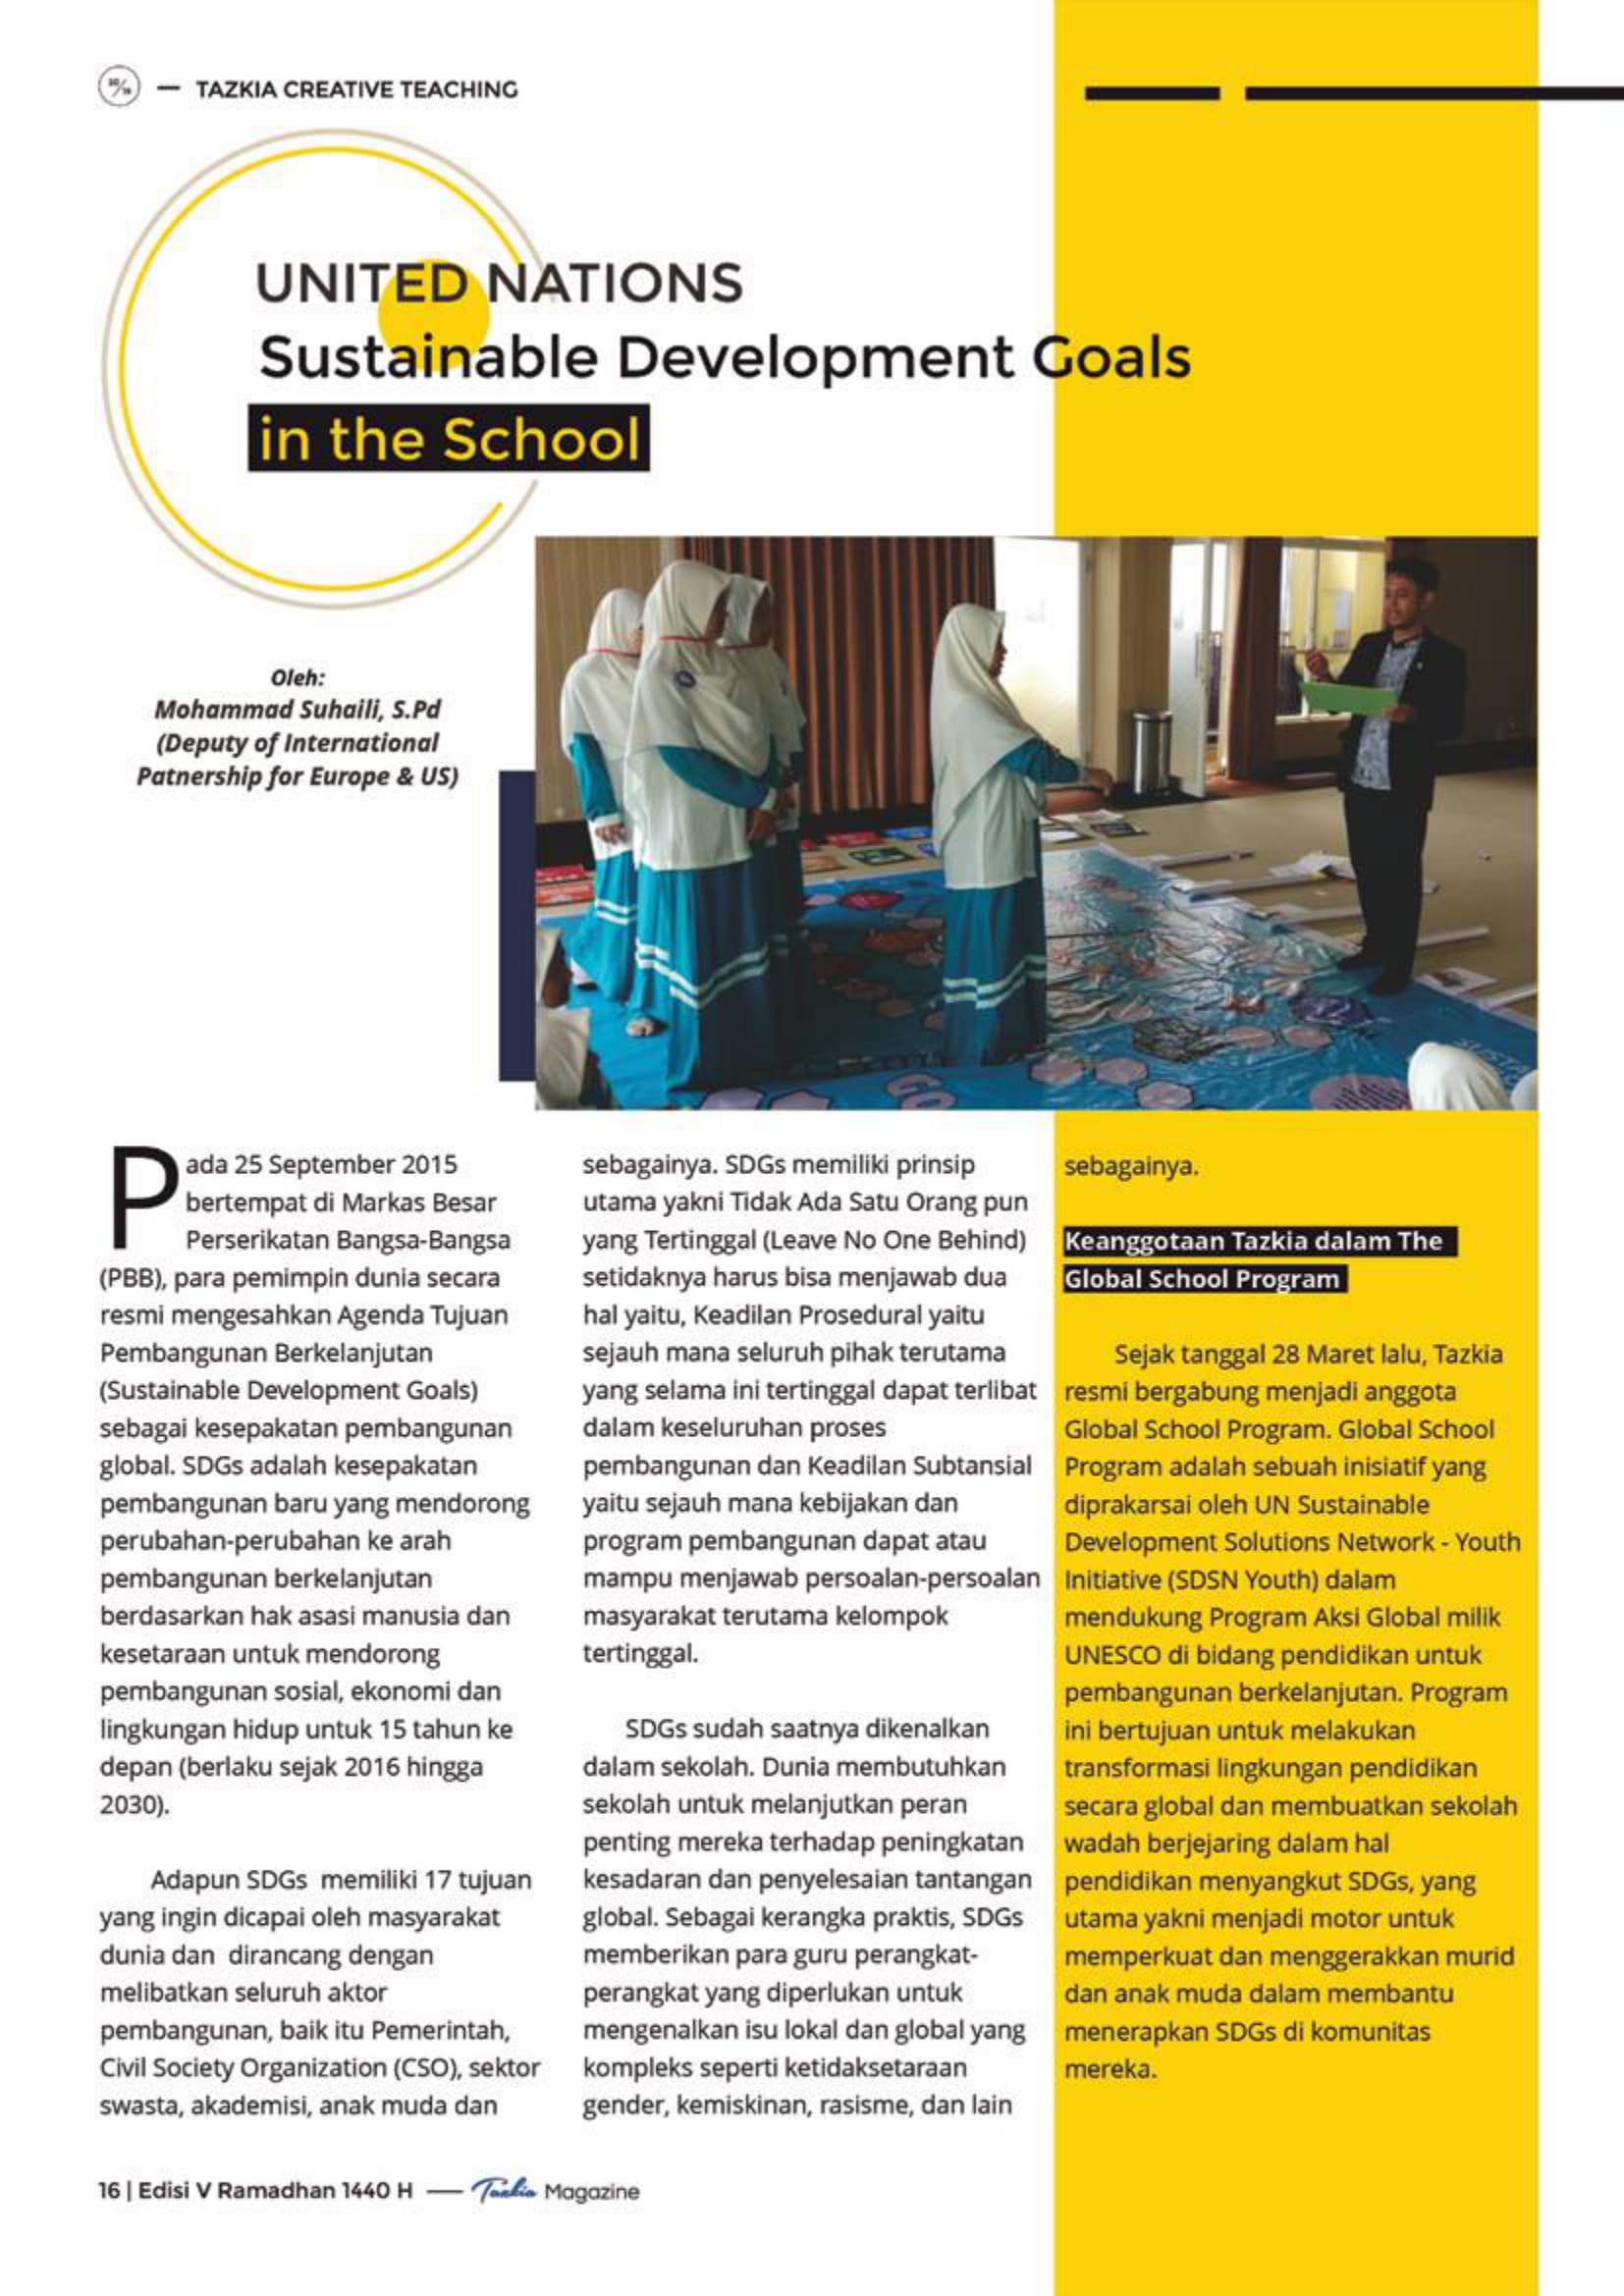 TAZKIA CREATIVE TEACHING
UNITED NATIONS
Sustainable Development Goals
in the School
Oleh:
Mohammad Suhaili, S.Pd
(Deputy of International
Patnership for Europe & US)
Pada 25 September 2015
bertempat di Markas Besar
Perserikatan Bangsa-Bangsa
(PBB), para pemimpin dunia secara
resmi mengesahkan Agenda Tujuan
Pembangunan Berkelanjutan
(Sustainable Development Goals)
sebagai kesepakatan pembangunan
global. SDGs adalah kesepakatan
pembangunan baru yang mendorong
perubahan-perubahan ke arah
pembangunan berkelanjutan
berdasarkan hak asasi manusia dan
kesetaraan untuk mendorong
pembangunan sosial, ekonomi dan
lingkungan hidup untuk 15 tahun ke
depan (berlaku sejak 2016 hingga
2030).
Adapun SDGs memiliki 17 tujuan
yang ingin dicapai oleh masyarakat
dunia dan dirancang dengan
melibatkan seluruh aktor
pembangunan, baik itu Pemerintah,
Civil Society Organization (CSO), sektor
swasta, akademisi, anak muda dan
sebagainya. SDGs memiliki prinsip
utama yakni Tidak Ada Satu Orang pun
yang Tertinggal (Leave No One Behind)
setidaknya harus bisa menjawab dua
hal yaitu, Keadilan Prosedural yaitu
sejauh mana seluruh pihak terutama
yang selama ini tertinggal dapat terlibat
dalam keseluruhan proses
pembangunan dan Keadilan Subtansial
yaitu sejauh mana kebijakan dan
program pembangunan dapat atau
mampu menjawab persoalan-persoalan
masyarakat terutama kelompok
tertinggal.
SDGs sudah saatnya dikenalkan
dalam sekolah. Dunia membutuhkan
sekolah untuk melanjutkan peran
penting mereka terhadap peningkatan
kesadaran dan penyelesaian tantangan
global. Sebagai kerangka praktis, SDGs
memberikan para guru perangkat-
perangkat yang diperlukan untuk
mengenalkan isu lokal dan global yang
kompleks seperti ketidaksetaraan
gender, kemiskinan, rasisme, dan lain
sebagainya.
Keanggotaan Tazkia dalam The
Global School Program
Sejak tanggal 28 Maret lalu, Tazkia
resmi bergabung menjadi anggota
Global School Program. Global School
Program adalah sebuah inisiatif yang
diprakarsai oleh UN Sustainable
Development Solutions Network - Youth
Initiative (SDSN Youth) dalam
mendukung Program Aksi Global milik
UNESCO di bidang pendidikan untuk
pembangunan berkelanjutan. Program
ini bertujuan untuk melakukan
transformasi lingkungan pendidikan
secara global dan membuatkan sekolah
wadah berjejaring dalam hal
pendidikan menyangkut SDGs, yang
utama yakni menjadi motor untuk
memperkuat dan menggerakkan murid
dan anak muda dalam membantu
menerapkan SDGs di komunitas
mereka.
16 | Edisi V Ramadhan 1440 H — Tazkia Magazine